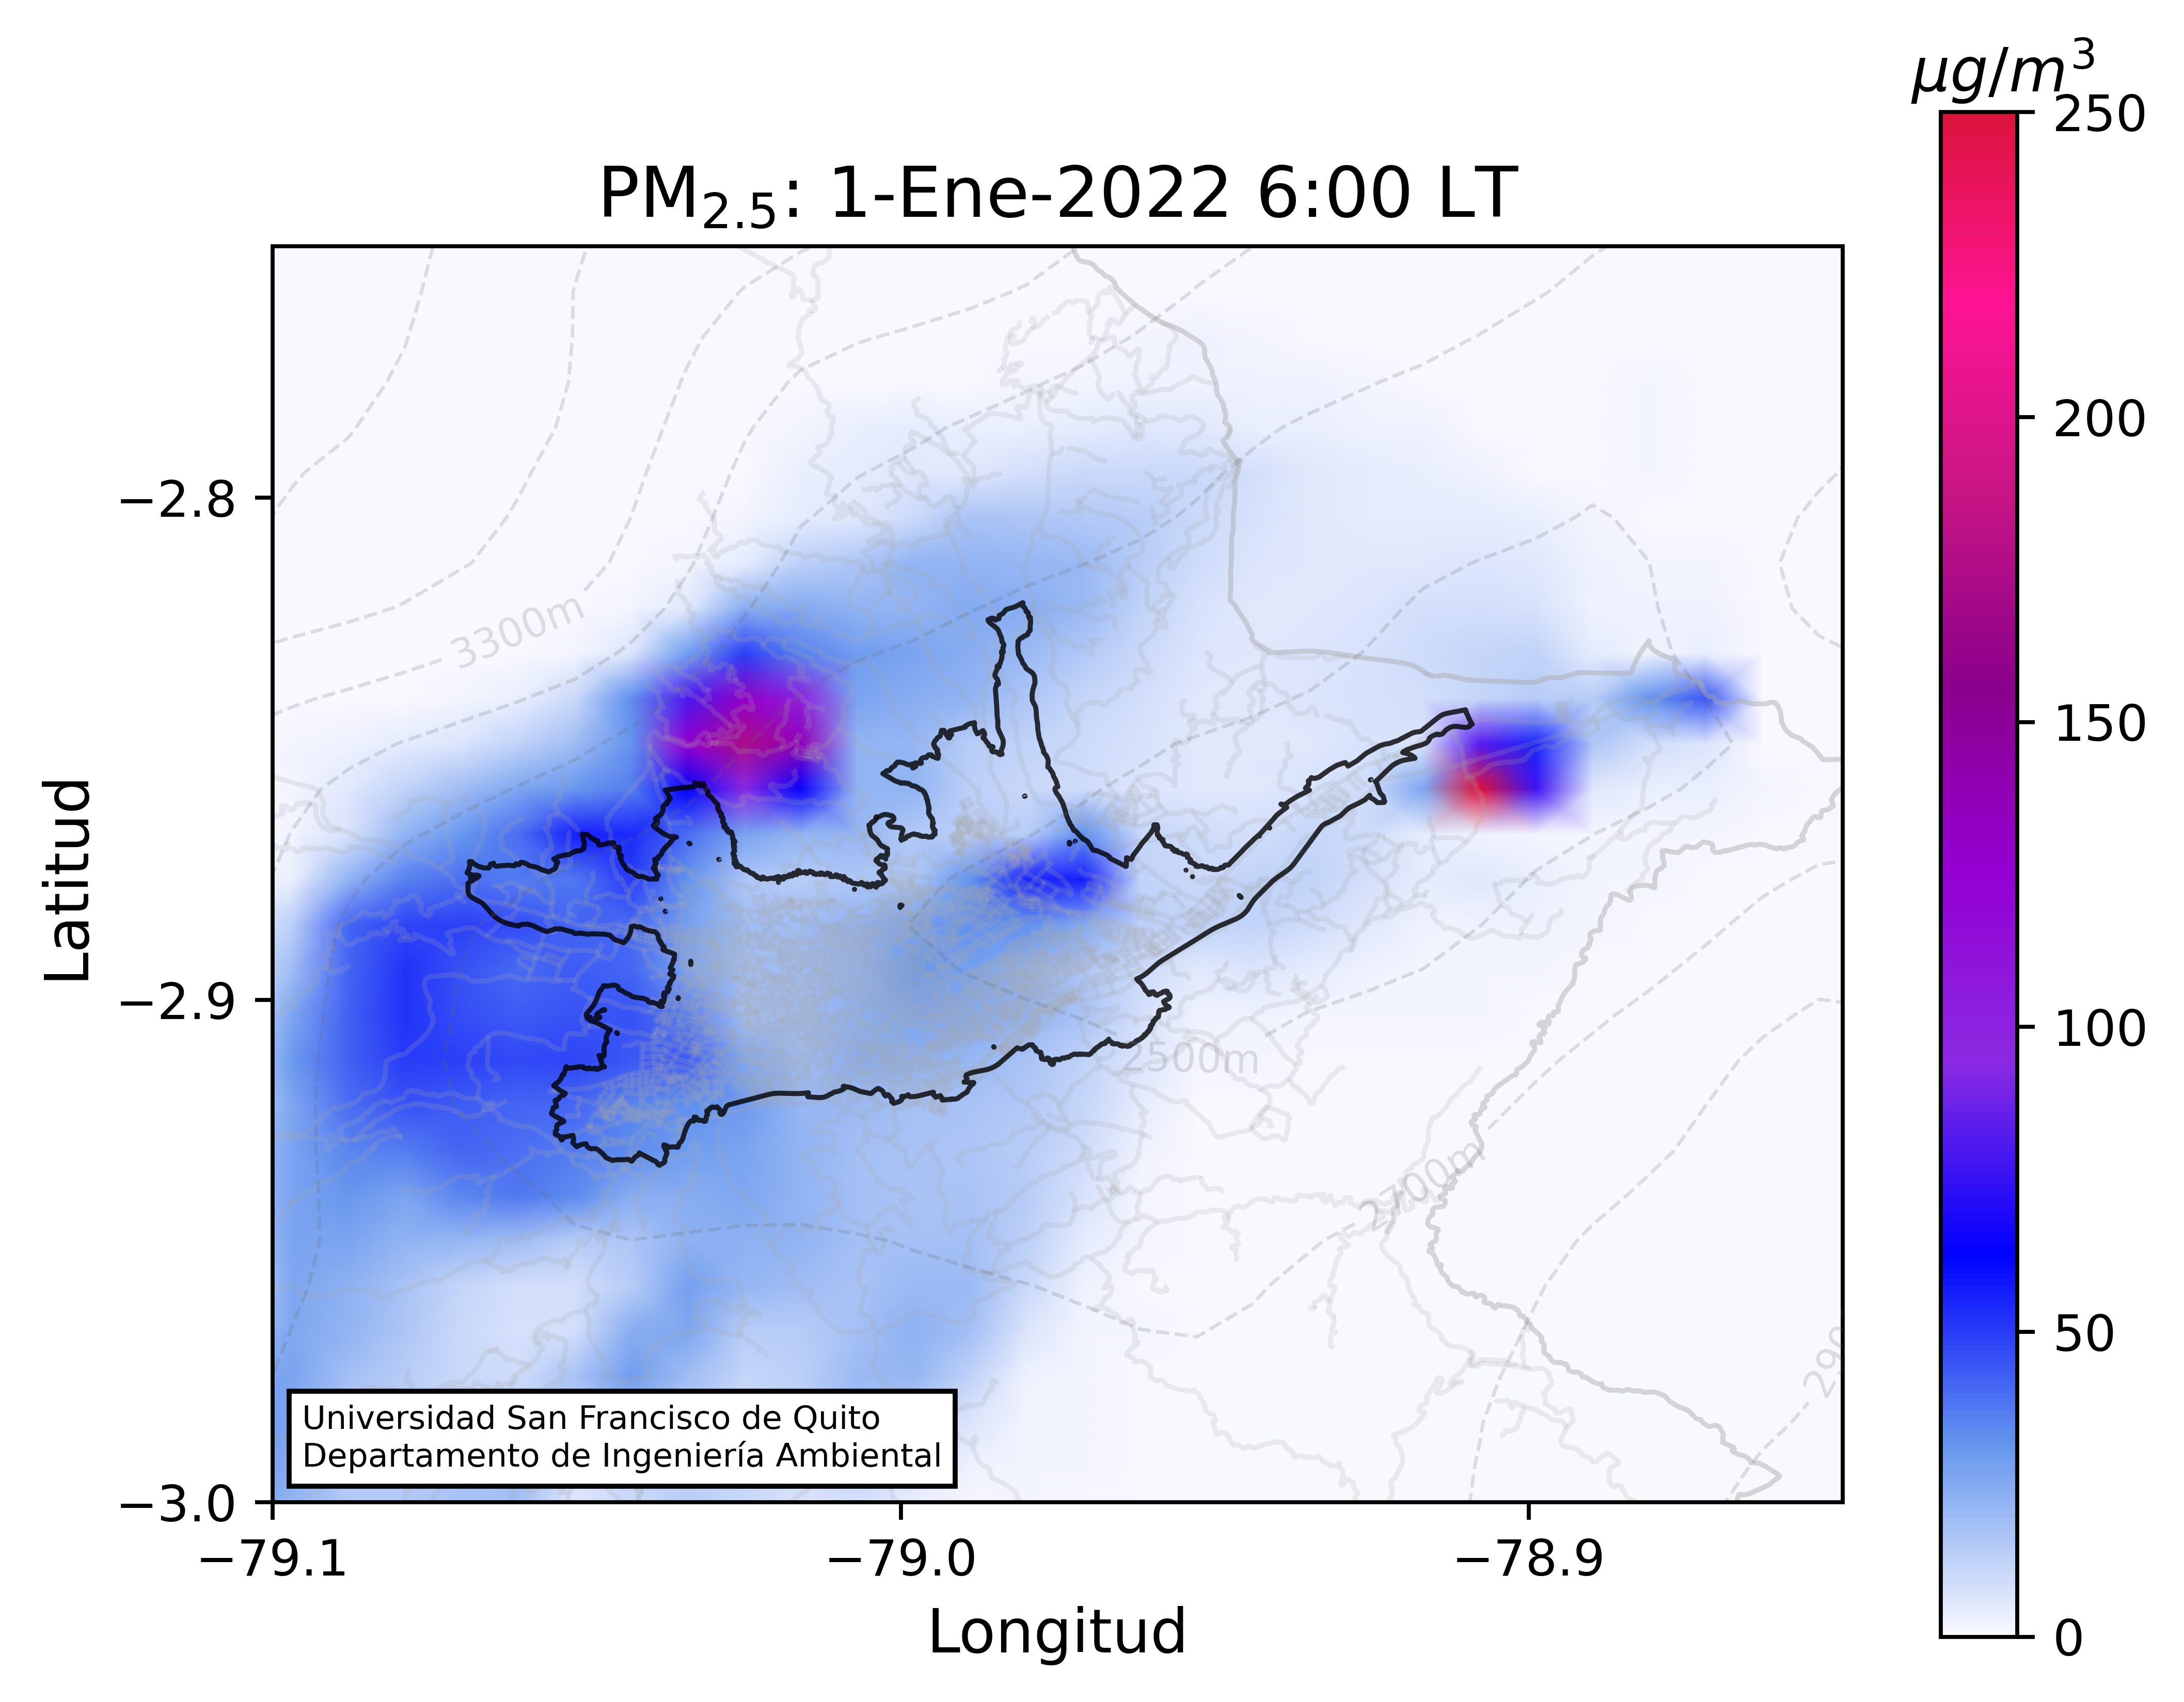 μg/m³
PM₂.₅: 1-Ene-2022 6:00 LT
250
200
150
100
50
0
Latitud
−2.8
−2.9
−3.0
3300m
2500m
2700m
Universidad San Francisco de Quito
Departamento de Ingeniería Ambiental
−79.1
−79.0
−78.9
Longitud